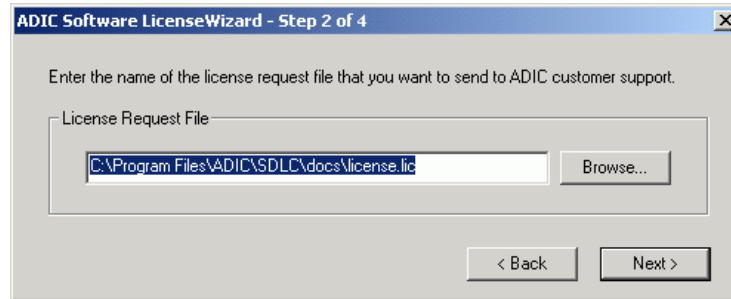 ADIC Software LicenseWizard - Step 2 of 4
Enter the name of the license request file that you want to send to ADIC customer support.
License Request File
C:\Program Files\ADIC\SDLC\docs\license.lic
Browse...
< Back
Next >